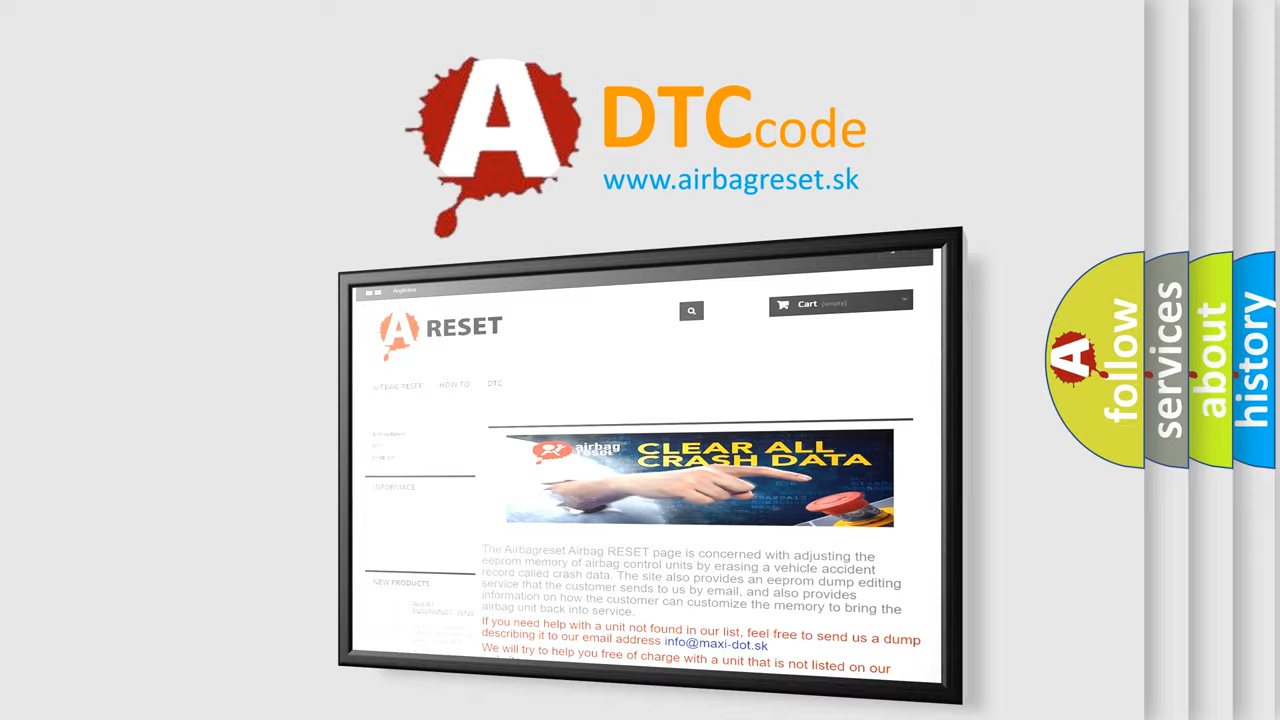 A DTC code
www.airbagreset.sk
Cart (empty)
A RESET
AIRBAG RESET HOW TO DTC
INFORMACE
NEW PRODUCTS
airbag reset
CLEAR ALL
CRASH DATA
The Airbagreset Airbag RESET page is concerned with adjusting the
eeprom memory of airbag control units by erasing a vehicle accident
record called crash data. The site also provides an eeprom dump editing
service that the customer sends to us by email, and also provides
information on how the customer can customize the memory to bring the
airbag unit back into service.
If you need help with a unit not found in our list, feel free to send us a dump
describing it to our email address info@maxi-dot.sk
We will try to help you free of charge with a unit that is not listed on our
A follow
services
about
history